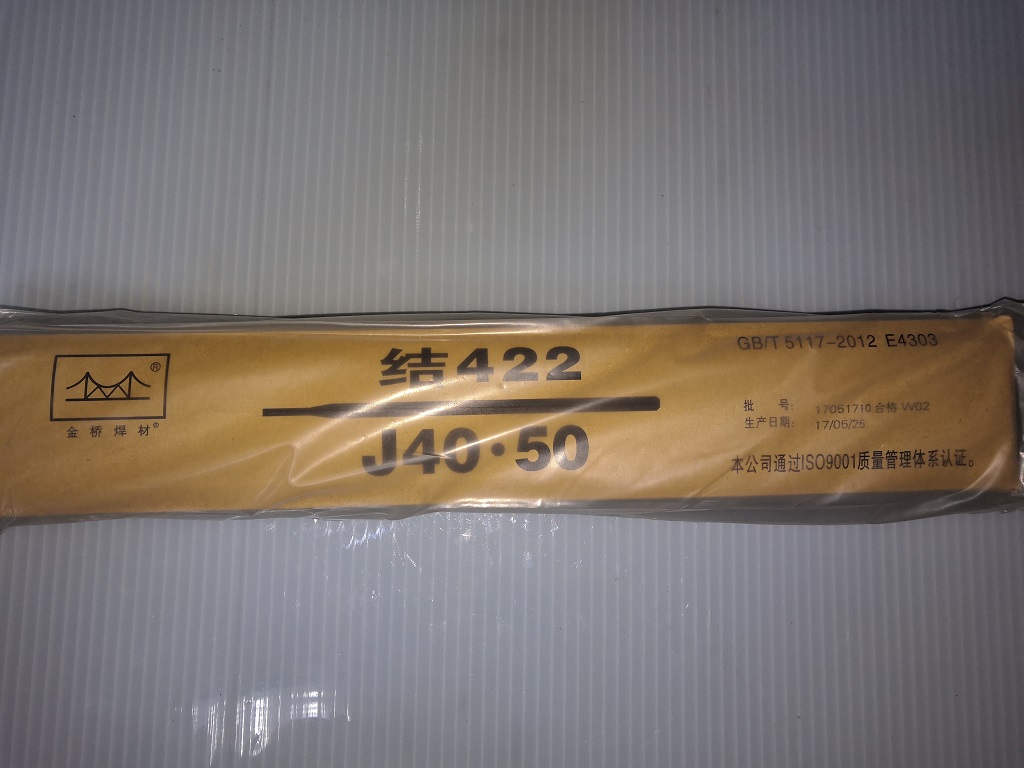 ®
金桥焊材®
结422
J40·50
GB/T 5117-2012 E4303
批 号: 17051710 合格 W02
生产日期: 17/05/25
本公司通过ISO9001质量管理体系认证。